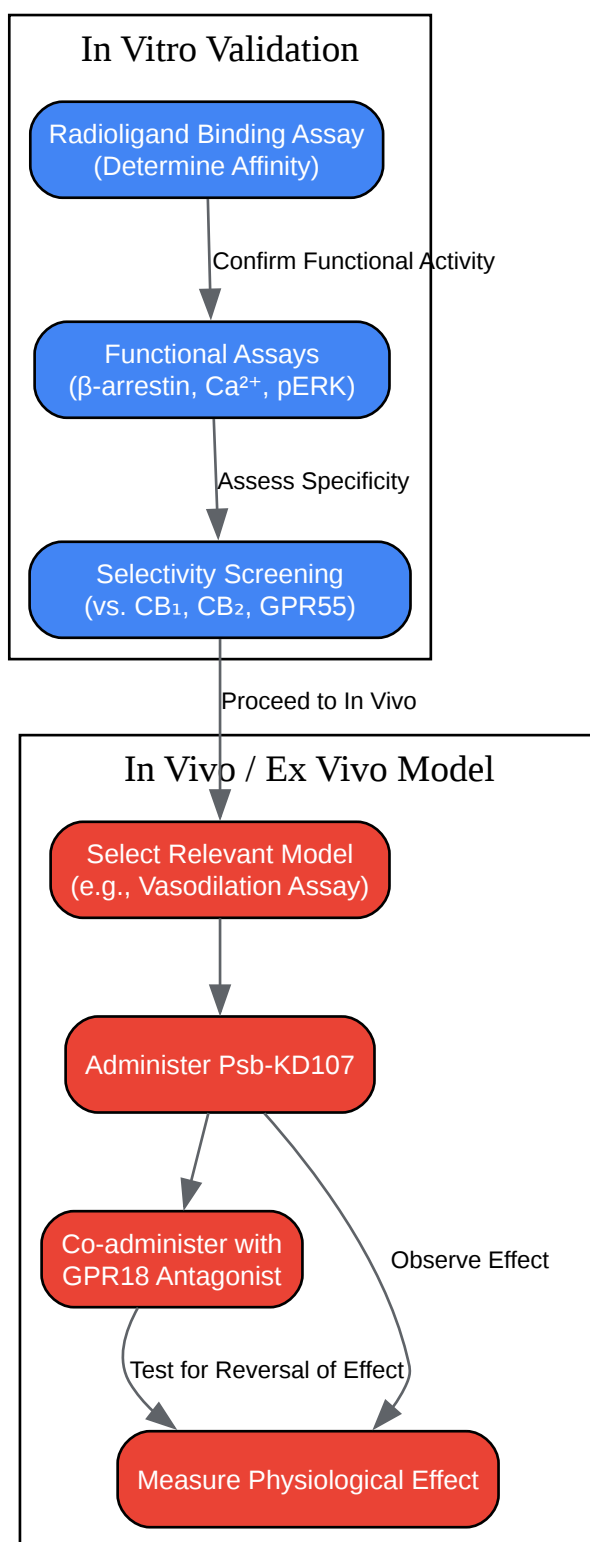 In Vitro Validation
Radioligand Binding Assay
(Determine Affinity)
Confirm Functional Activity
Functional Assays
(β-arrestin, Ca²⁺, pERK)
Assess Specificity
Selectivity Screening
(vs. CB₁, CB₂, GPR55)
Proceed to In Vivo
In Vivo / Ex Vivo Model
Select Relevant Model
(e.g., Vasodilation Assay)
Administer Psb-KD107
Co-administer with
GPR18 Antagonist
Observe Effect
Test for Reversal of Effect
Measure Physiological Effect